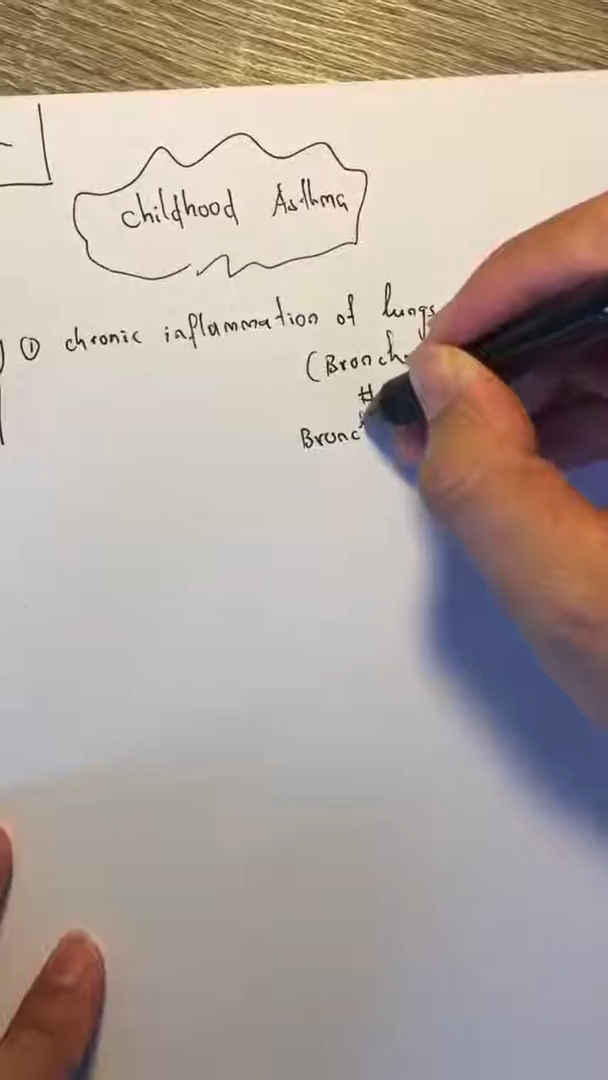 childhood Asthma
① chronic inflammation of lungs
(Bronch
#
Bronc